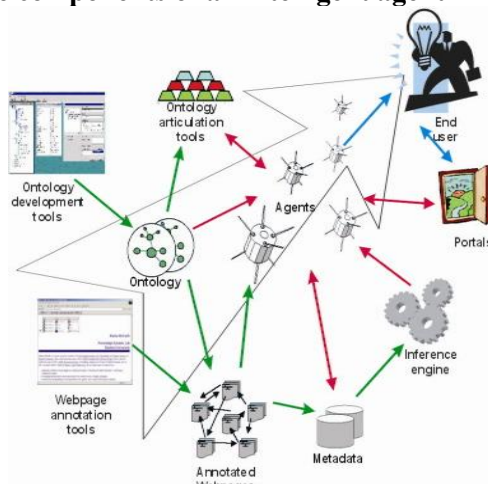 Ontology
articulation tools
End
user
Ontology
development
tools
Agents
Portals
Ontology
Inference
engine
Webpage
annotation
tools
Metadata
Annotated